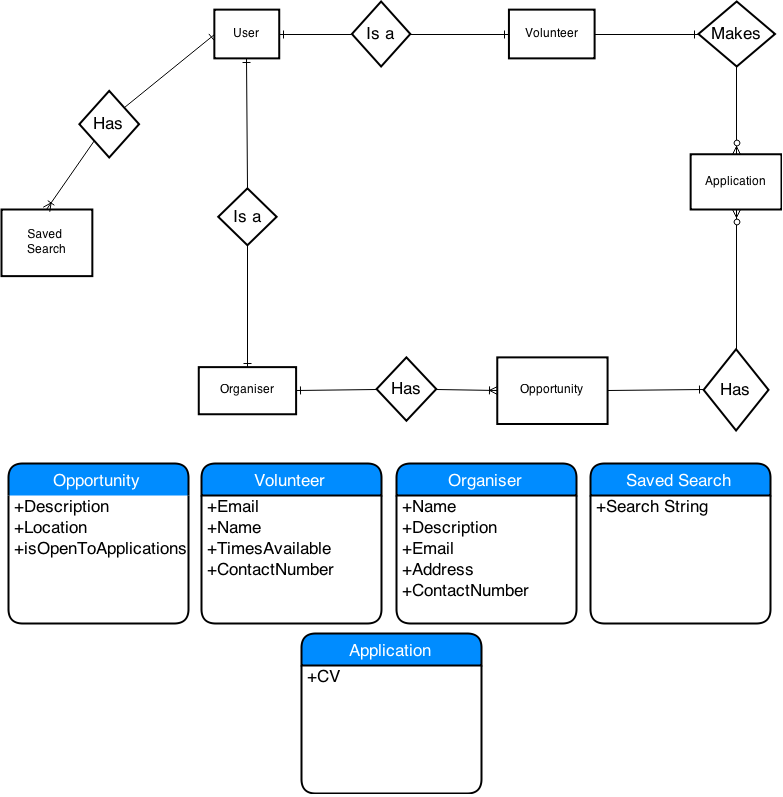 User
Is a
Volunteer
Makes
Has
Application
Is a
Saved
Search
Organiser
Has
Opportunity
Has
Opportunity
+Description
+Location
+isOpenToApplications
Volunteer
+Email
+Name
+TimesAvailable
+ContactNumber
Organiser
+Name
+Description
+Email
+Address
+ContactNumber
Saved Search
+Search String
Application
+CV